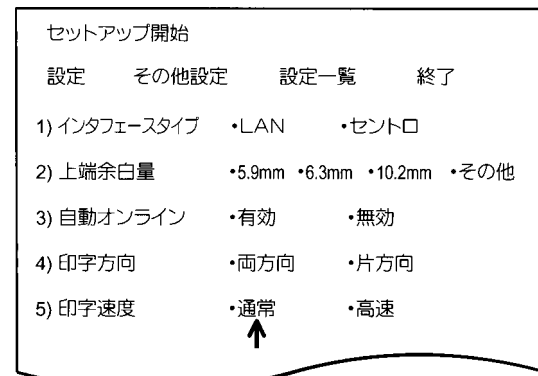 セットアップ開始
設定 その他設定 設定一覧 終了
1) インタフェースタイプ ・LAN ・セントロ
2) 上端余白量 ・5.9mm ・6.3mm ・10.2mm ・その他
3) 自動オンライン ・有効 ・無効
4) 印字方向 ・両方向 ・片方向
5) 印字速度 ・通常 ・高速